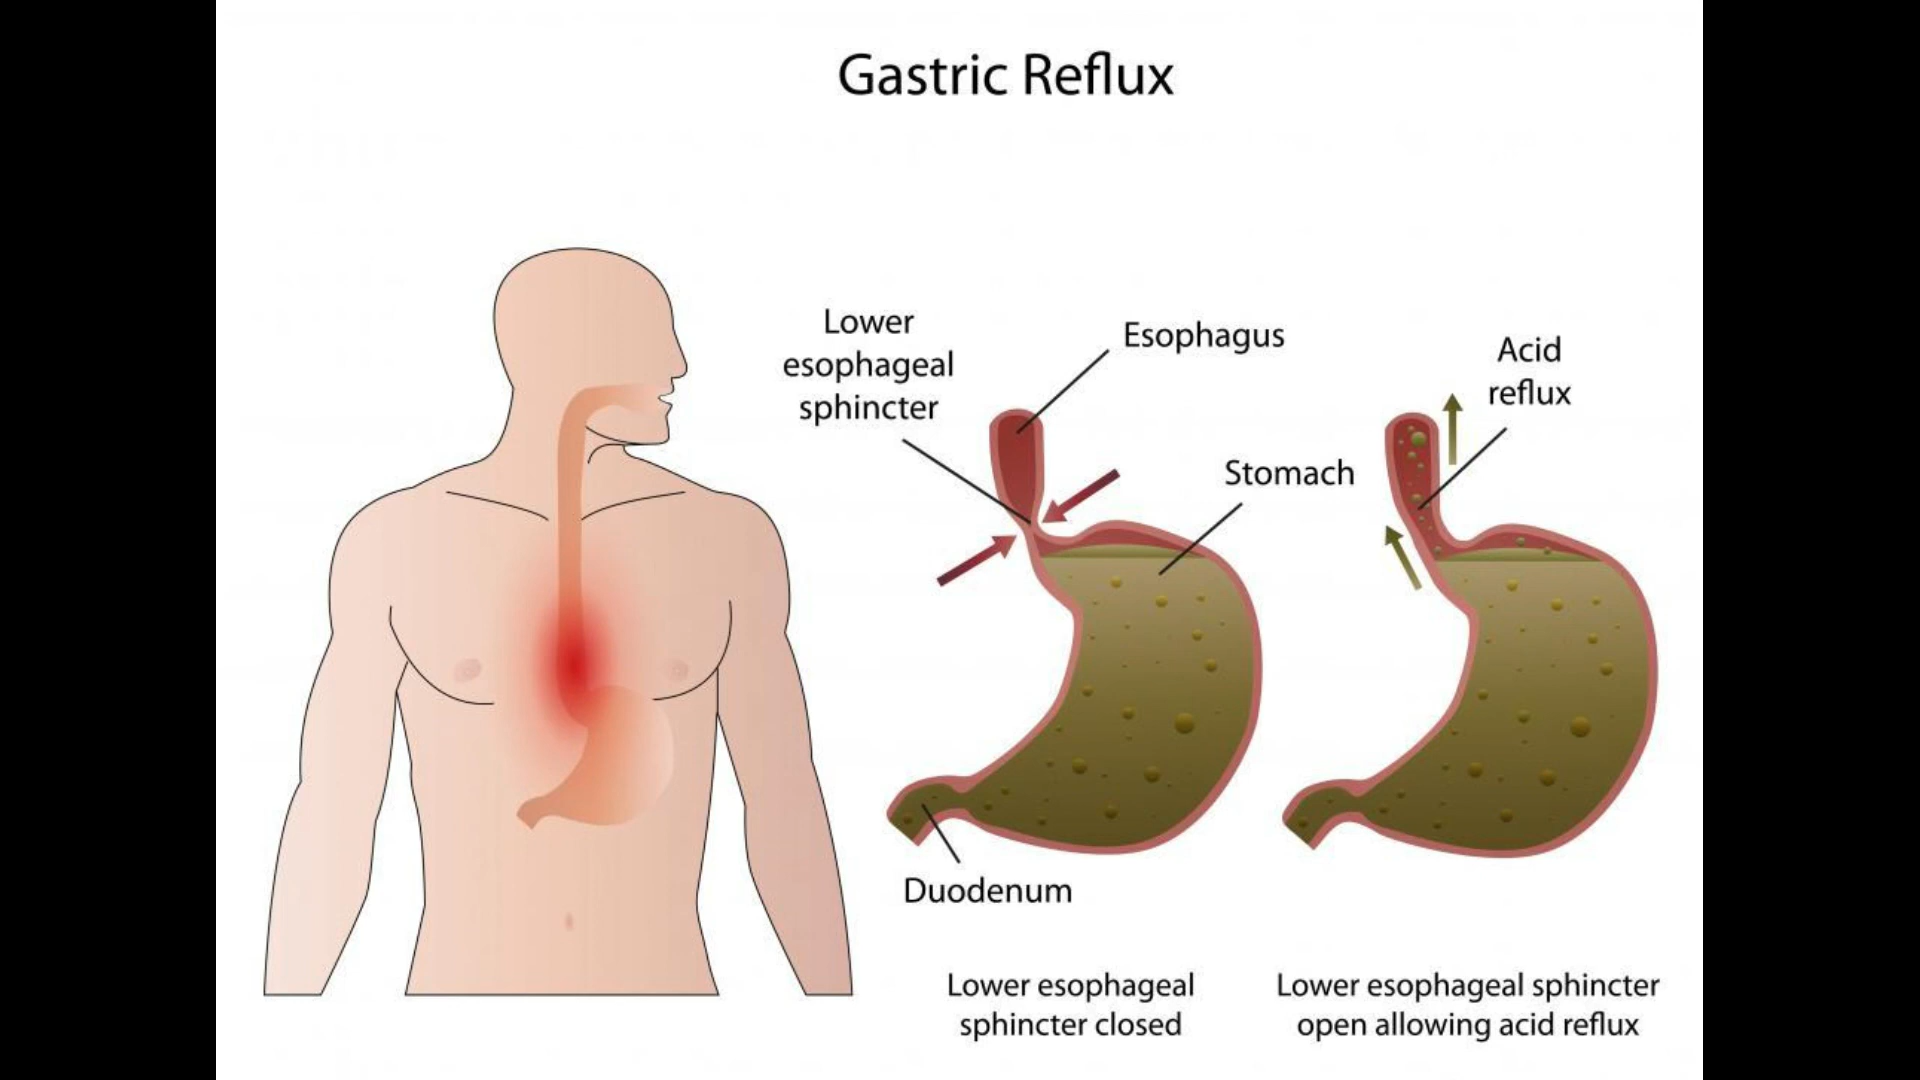 Gastric Reflux
Lower
esophageal
sphincter
Esophagus
Stomach
Acid
reflux
Duodenum
Lower esophageal
sphincter closed
Lower esophageal sphincter
open allowing acid reflux